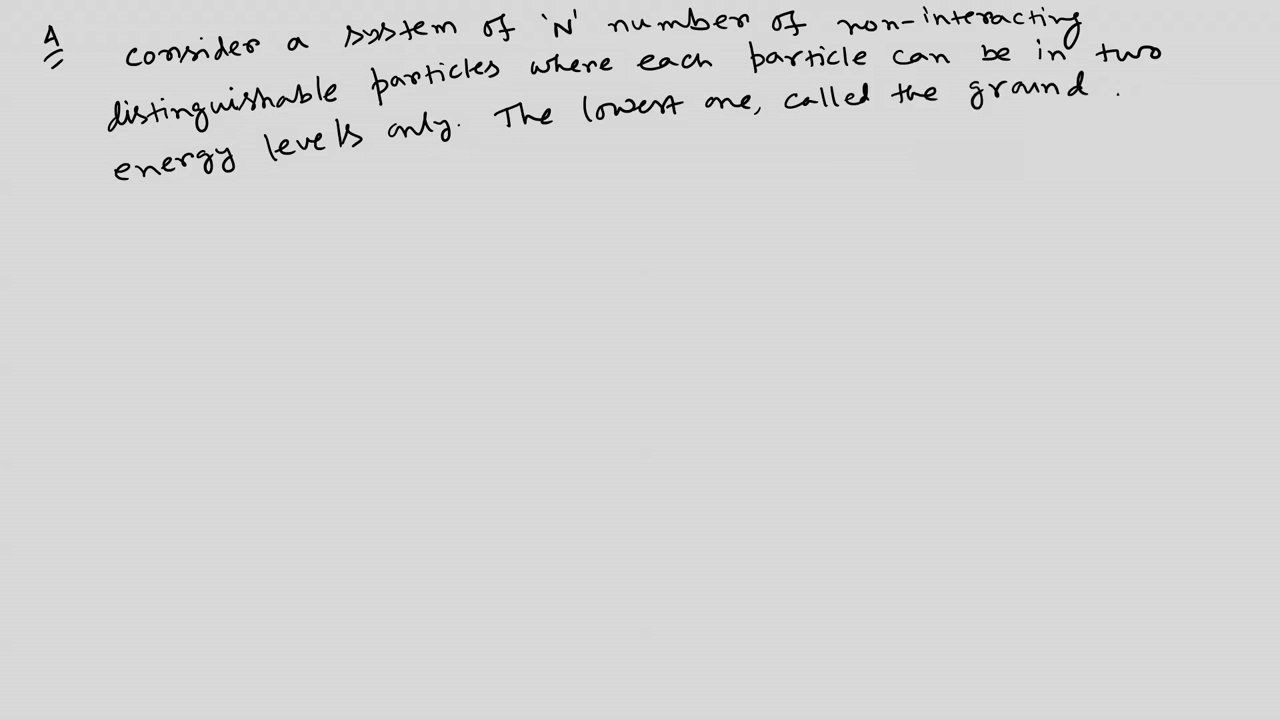 4 consider a system of 'N' number of non-interacting
distinguishable particles where each particle can be in two
energy levels only. The lowest one, called the ground .